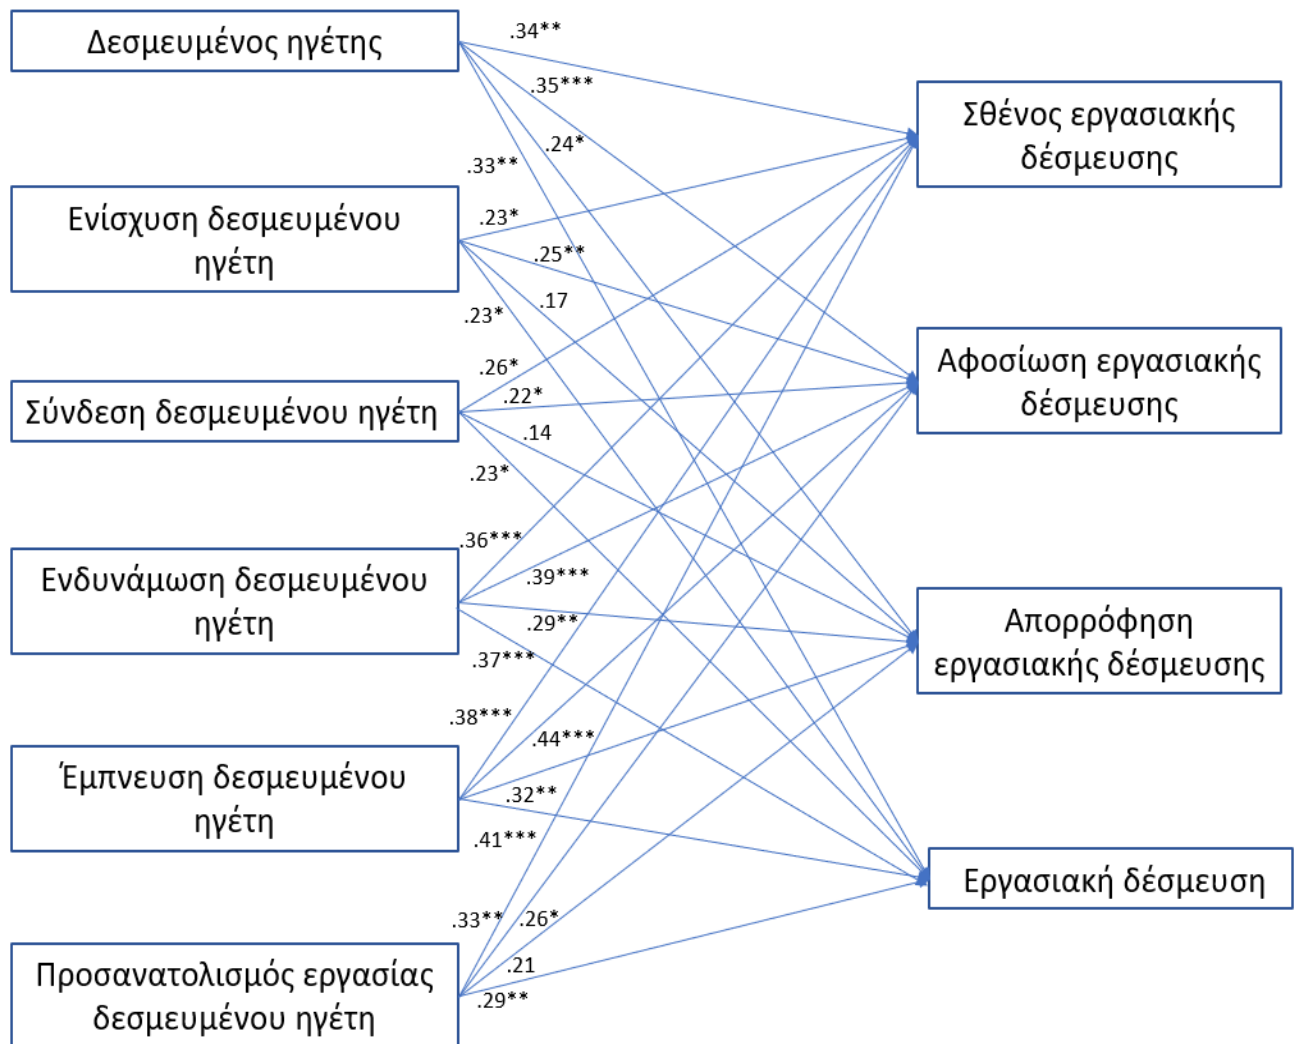 Δεσμευμένος ηγέτης
.34**
.35***
.24*
.33**
Ενίσχυση δεσμευμένου
ηγέτη
.23*
.25**
.17
.23*
Σύνδεση δεσμευμένου ηγέτη
.26*
.22*
.14
.23*
Ενδυνάμωση δεσμευμένου
ηγέτη
.36***
.39***
.29**
.37***
Έμπνευση δεσμευμένου
ηγέτη
.38***
.44***
.32**
.41***
Προσανατολισμός εργασίας
δεσμευμένου ηγέτη
.33**
.26*
.21
.29**
Σθένος εργασιακής
δέσμευσης
Αφοσίωση εργασιακής
δέσμευσης
Απορρόφηση
εργασιακής δέσμευσης
Εργασιακή δέσμευση